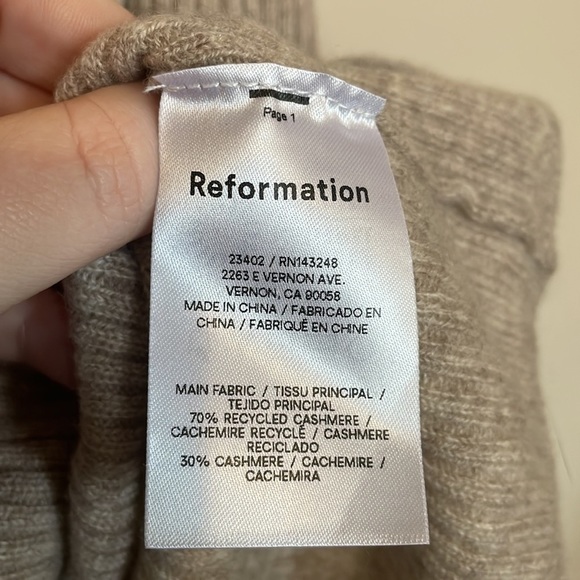 Page 1
Reformation
23402 / RN143248
2263 E VERNON AVE.
VERNON, CA 90058
MADE IN CHINA / FABRICADO EN
CHINA / FABRIQUÉ EN CHINE
MAIN FABRIC / TISSU PRINCIPAL /
TEJIDO PRINCIPAL
70% RECYCLED CASHMERE /
CACHEMIRE RECYCLÉ / CASHMERE
RECICLADO
30% CASHMERE / CACHEMIRE /
CACHEMIRA